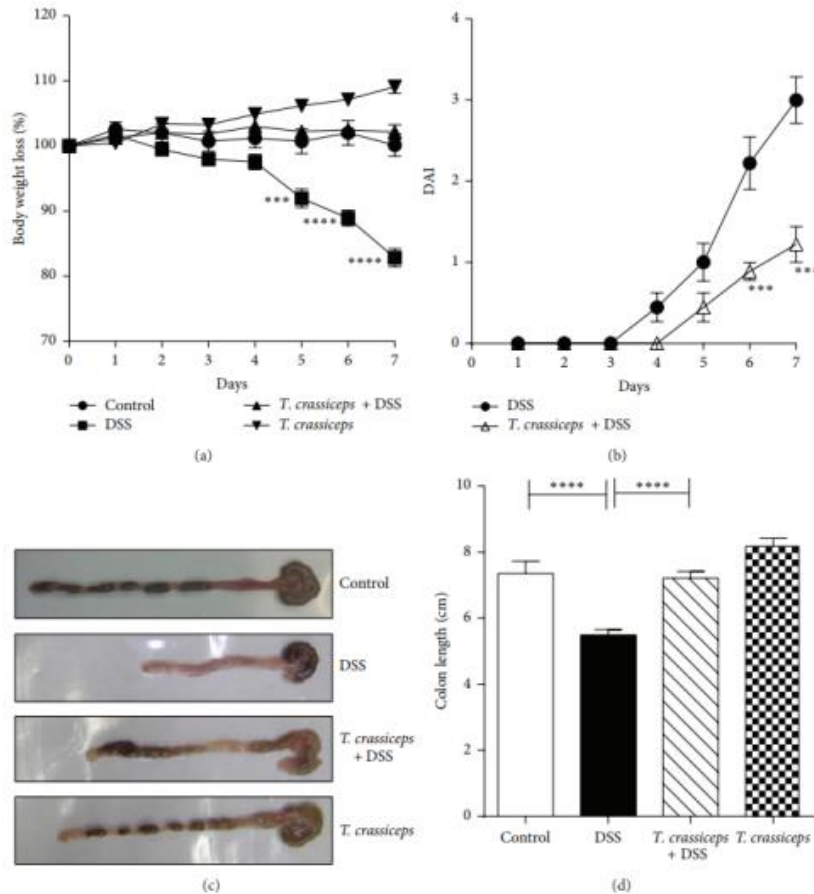 120
110
100
90
80
70
Body weight loss (%)
***
****
****
0 1 2 3 4 5 6 7
Days
Control
DSS
T. crassiceps + DSS
T. crassiceps
(a)
4
3
2
1
0
DAI
***
***
0 1 2 3 4 5 6 7
Days
DSS
T. crassiceps + DSS
(b)
Control
DSS
T. crassiceps
+ DSS
T. crassiceps
(c)
10
8
6
4
2
0
Colon length (cm)
**** ****
Control DSS T. crassiceps T. crassiceps
+ DSS
(d)